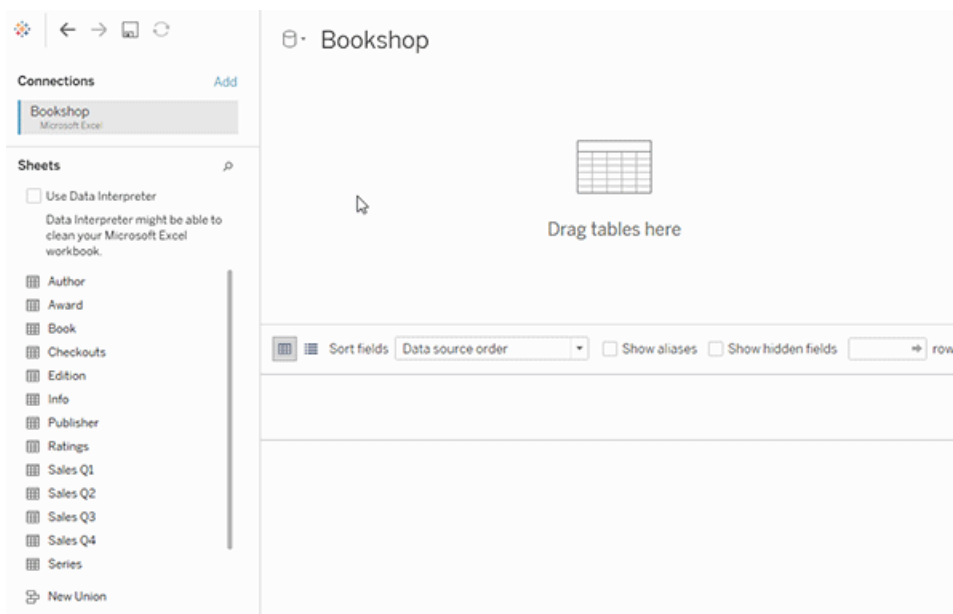 Bookshop
Connections
Add
Bookshop
Microsoft Excel
Sheets
Use Data Interpreter
Data Interpreter might be able to
clean your Microsoft Excel
workbook.
Author
Award
Book
Checkouts
Edition
Info
Publisher
Ratings
Sales Q1
Sales Q2
Sales Q3
Sales Q4
Series
New Union
Drag tables here
Sort fields
Data source order
Show aliases
Show hidden fields
row